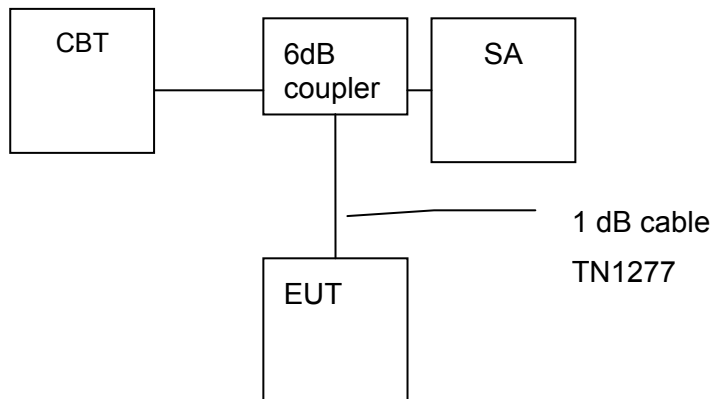 CBT
6dB
coupler
SA
1 dB cable
TN1277
EUT